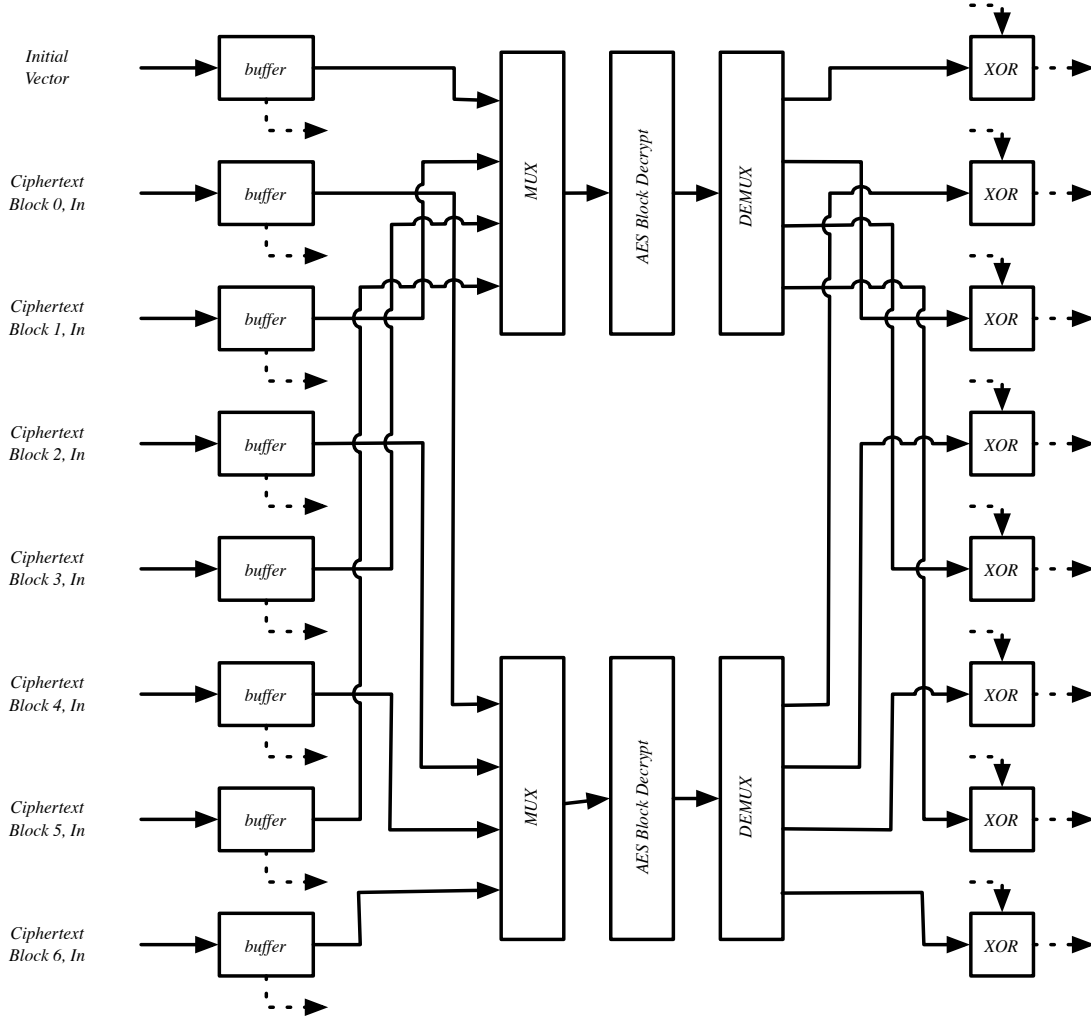 Initial
Vector
buffer
XOR
Ciphertext
Block 0, In
buffer
MUX
AES Block Decrypt
DEMUX
XOR
Ciphertext
Block 1, In
buffer
XOR
Ciphertext
Block 2, In
buffer
XOR
Ciphertext
Block 3, In
buffer
XOR
Ciphertext
Block 4, In
buffer
XOR
Ciphertext
Block 5, In
buffer
MUX
AES Block Decrypt
DEMUX
XOR
Ciphertext
Block 6, In
buffer
XOR